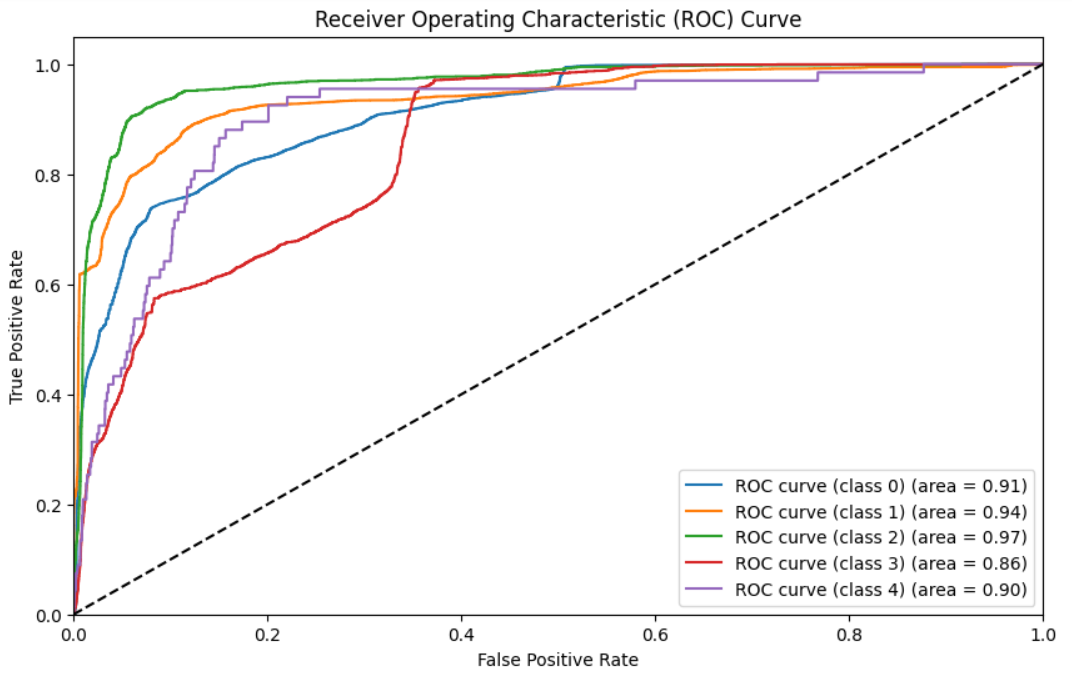 Receiver Operating Characteristic (ROC) Curve
1.0
0.8
0.6
0.4
0.2
0.0
True Positive Rate
0.0 0.2 0.4 0.6 0.8 1.0
False Positive Rate
ROC curve (class 0) (area = 0.91)
ROC curve (class 1) (area = 0.94)
ROC curve (class 2) (area = 0.97)
ROC curve (class 3) (area = 0.86)
ROC curve (class 4) (area = 0.90)